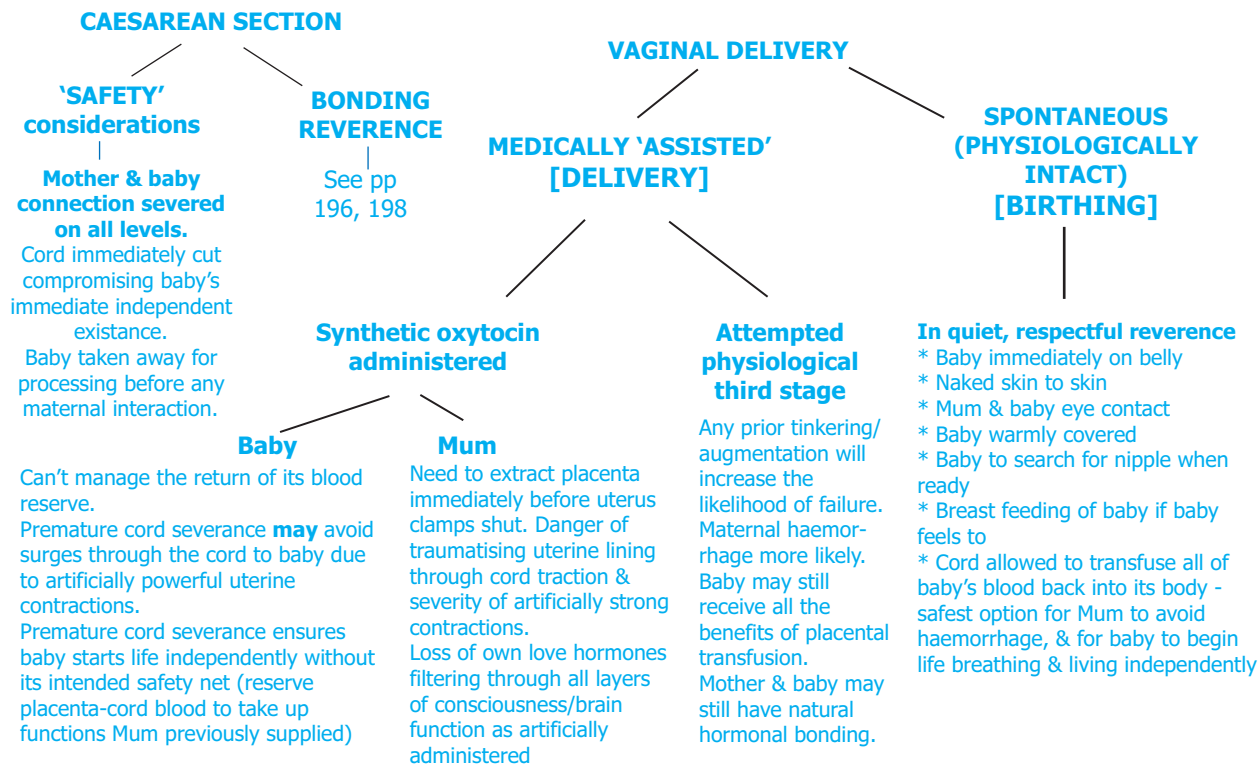 CAESAREAN SECTION
‘SAFETY’
considerations
Mother & baby
connection severed
on all levels.
Cord immediately cut
compromising baby’s
immediate independent
existance.
Baby taken away for
processing before any
maternal interaction.
BONDING
REVERENCE
See pp
196, 198
VAGINAL DELIVERY
MEDICALLY ‘ASSISTED’
[DELIVERY]
Synthetic oxytocin
administered
Baby
Can’t manage the return of its blood
reserve.
Premature cord severance may avoid
surges through the cord to baby due
to artificially powerful uterine
contractions.
Premature cord severance ensures
baby starts life independently without
its intended safety net (reserve
placenta-cord blood to take up
functions Mum previously supplied)
Mum
Need to extract placenta
immediately before uterus
clamps shut. Danger of
traumatising uterine lining
through cord traction &
severity of artificially strong
contractions.
Loss of own love hormones
filtering through all layers
of consciousness/brain
function as artificially
administered
Attempted
physiological
third stage
Any prior tinkering/
augmentation will
increase the
likelihood of failure.
Maternal haemor-
rhage more likely.
Baby may still
receive all the
benefits of placental
transfusion.
Mother & baby may
still have natural
hormonal bonding.
SPONTANEOUS
(PHYSIOLOGICALLY
INTACT)
[BIRTHING]
In quiet, respectful reverence
* Baby immediately on belly
* Naked skin to skin
* Mum & baby eye contact
* Baby warmly covered
* Baby to search for nipple when
ready
* Breast feeding of baby if baby
feels to
* Cord allowed to transfuse all of
baby’s blood back into its body -
safest option for Mum to avoid
haemorrhage, & for baby to begin
life breathing & living independently